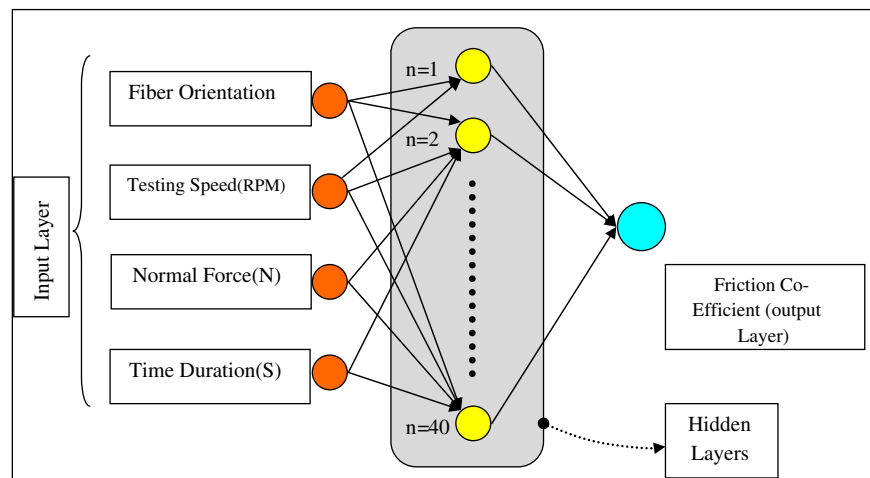 Input Layer
Fiber Orientation
Testing Speed(RPM)
Normal Force(N)
Time Duration(S)
n=1
n=2
n=40
Friction Co-
Efficient (output
Layer)
Hidden
Layers